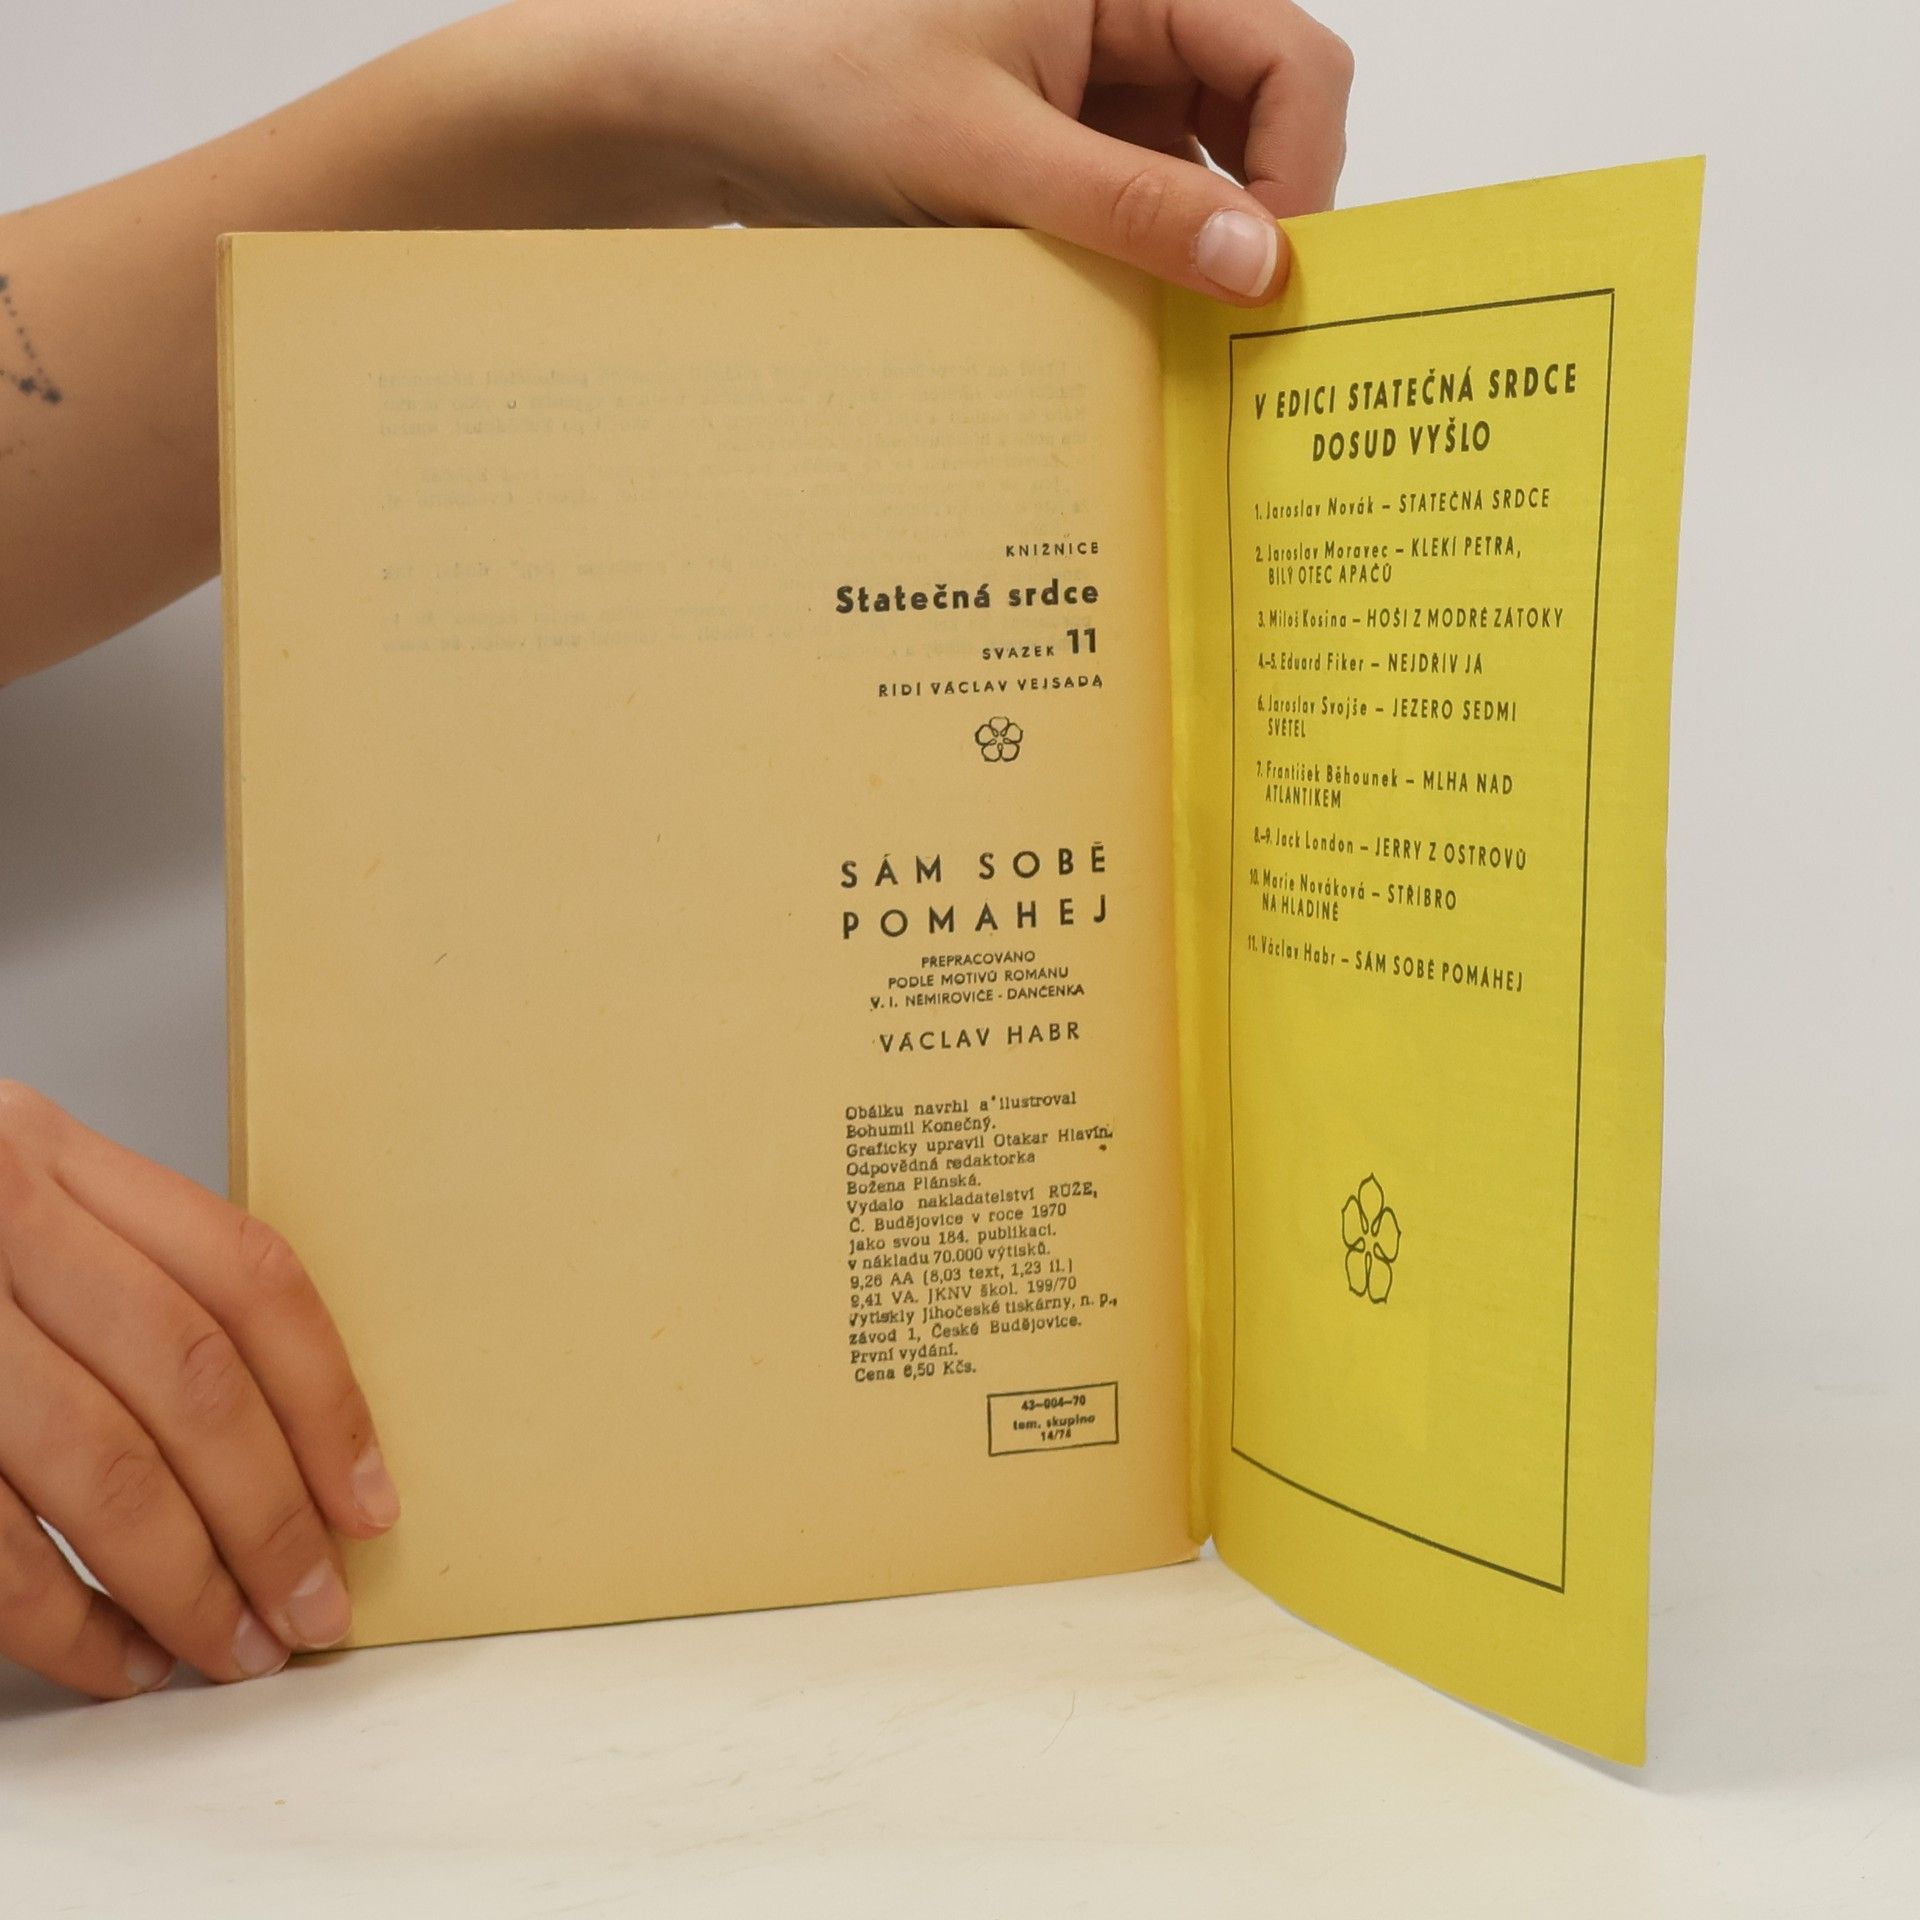 KNIŽNICE
Statečná srdce
SVAZEK 11
ŘÍDÍ VÁCLAV VEJSADA
SÁM SOBĚ
POMÁHEJ
PŘEPRACOVÁNO
PODLE MOTIVŮ ROMÁNU
V. I. NĚMIROVIČE - DANČENKA
VÁCLAV HABR
Obálku navrhl a ilustroval
Bohumil Konečný.
Graficky upravil Otakar Hlavín.
Odpovědná redaktorka
Božena Plánská.
Vydalo nakladatelství RŮŽE,
Č. Budějovice v roce 1970
jako svou 184. publikaci.
v nákladu 70.000 výtisků.
9,26 AA (8,03 text, 1,23 il.)
9,41 VA. JKNV škol. 199/70
Vytiskly Jihočeské tiskárny, n. p.,
závod 1, České Budějovice.
První vydání.
Cena 6,50 Kčs.
43—004—70
tem. skupina
14/74
V EDICI STATEČNÁ SRDCE
DOSUD VYŠLO
1. Jaroslav Novák – STATEČNÁ SRDCE
2. Jaroslav Moravec – KLEKÍ PETRA,
BÍLÝ OTEC APAČŮ
3. Miloš Kosina – HOŠI Z MODRÉ ZÁTOKY
4.–5. Eduard Fiker – NEJDŘÍV JÁ
6. Jaroslav Svojše – JEZERO SEDMI
SVĚTEL
7. František Běhounek – MLHA NAD
ATLANTIKEM
8.–9. Jack London – JERRY Z OSTROVŮ
10. Marie Nováková – STŘÍBRO
NA HLADINĚ
11. Václav Habr – SÁM SOBĚ POMÁHEJ